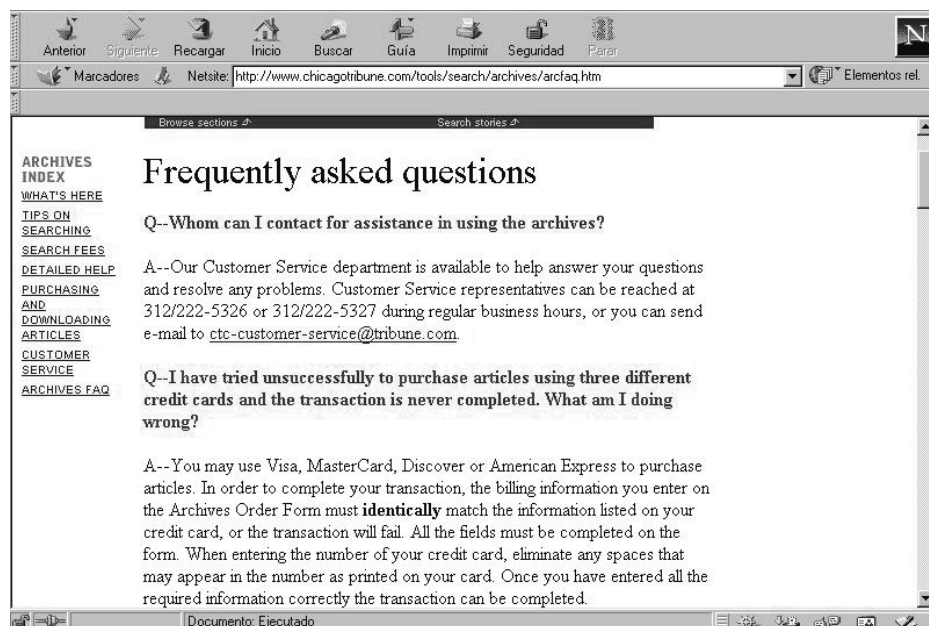 Anterior Siguiente Recargar Inicio Buscar Guía Imprimir Seguridad Parar
N
Marcadores Netsite: http://www.chicagotribune.com/tools/search/archives/arcfaq.htm Elementos rel.
Browse sections Search stories
ARCHIVES
INDEX
WHAT'S HERE
TIPS ON
SEARCHING
SEARCH FEES
DETAILED HELP
PURCHASING
AND
DOWNLOADING
ARTICLES
CUSTOMER
SERVICE
ARCHIVES FAQ
Frequently asked questions
Q--Whom can I contact for assistance in using the archives?
A--Our Customer Service department is available to help answer your questions
and resolve any problems. Customer Service representatives can be reached at
312/222-5326 or 312/222-5327 during regular business hours, or you can send
e-mail to ctc-customer-service@tribune.com.
Q--I have tried unsuccessfully to purchase articles using three different
credit cards and the transaction is never completed. What am I doing
wrong?
A--You may use Visa, MasterCard, Discover or American Express to purchase
articles. In order to complete your transaction, the billing information you enter on
the Archives Order Form must identically match the information listed on your
credit card, or the transaction will fail. All the fields must be completed on the
form. When entering the number of your credit card, eliminate any spaces that
may appear in the number as printed on your card. Once you have entered all the
required information correctly the transaction can be completed.
Documento: Ejecutado